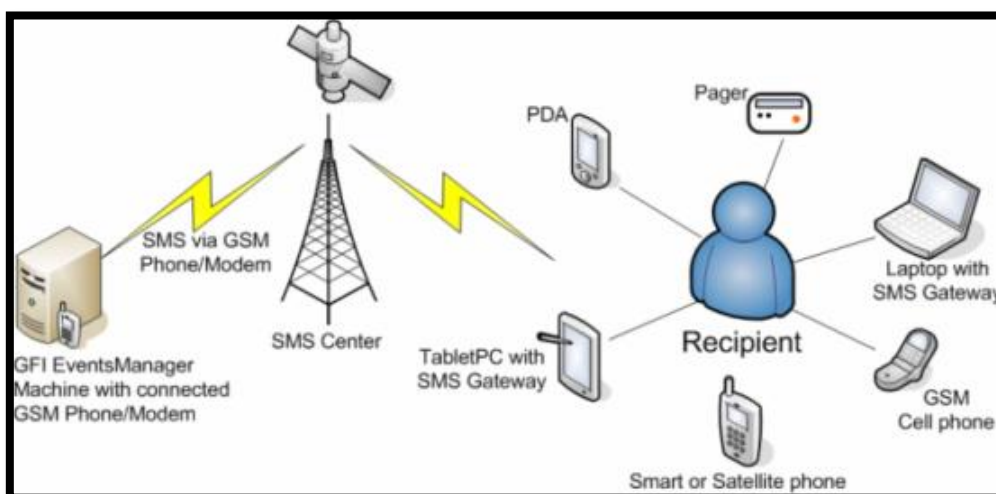 SMS via GSM
Phone/Modem
GFI EventsManager
Machine with connected
GSM Phone/Modem
SMS Center
PDA
Pager
Laptop with
SMS Gateway
Recipient
TabletPC with
SMS Gateway
GSM
Cell phone
Smart or Satellite phone